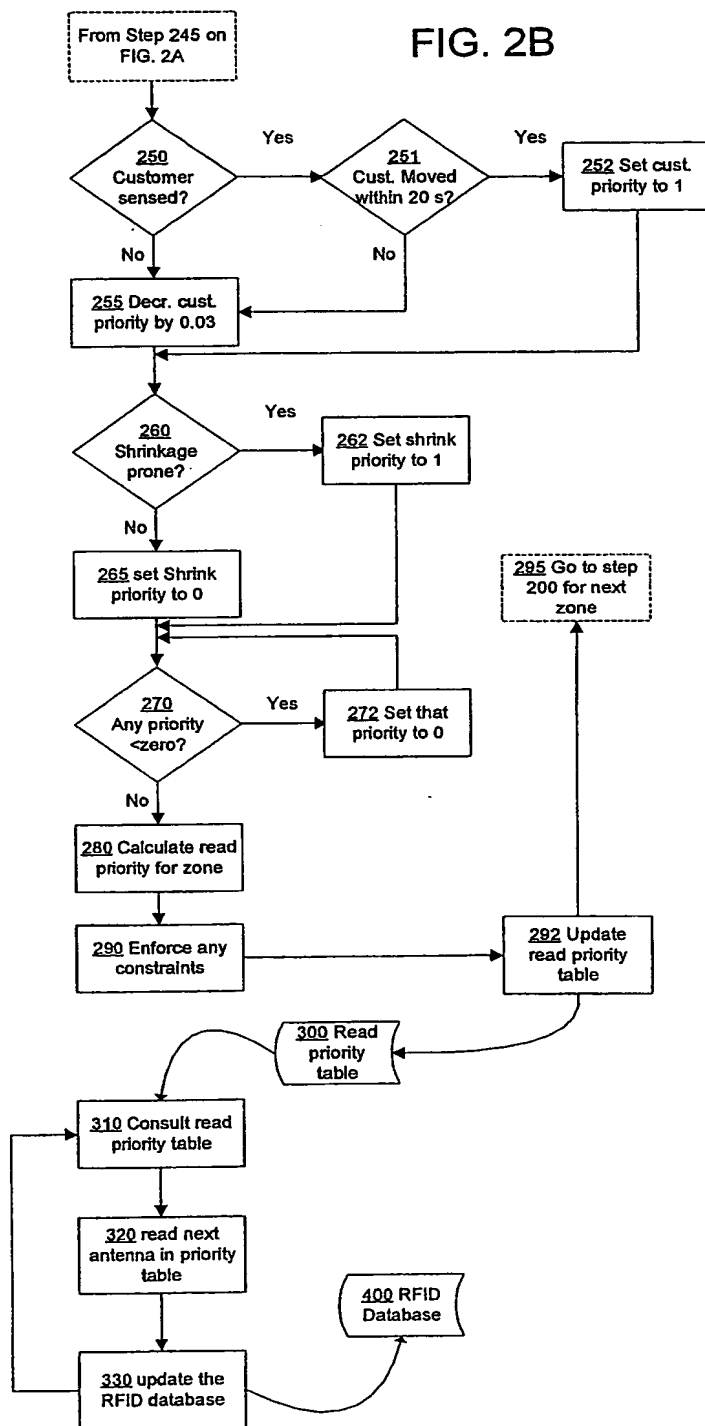 FIG. 2B
From Step 245 on
FIG. 2A
250
Customer
sensed?
Yes
251
Cust. Moved
within 20 s?
Yes
252 Set cust.
priority to 1
No
No
255 Decr. cust.
priority by 0.03
260
Shrinkage
prone?
Yes
262 Set shrink
priority to 1
No
265 set Shrink
priority to 0
295 Go to step
200 for next
zone
270
Any priority
<zero?
Yes
272 Set that
priority to 0
No
280 Calculate read
priority for zone
290 Enforce any
constraints
292 Update
read priority
table
300 Read
priority
table
310 Consult read
priority table
320 read next
antenna in priority
table
400 RFID
Database
330 update the
RFID database